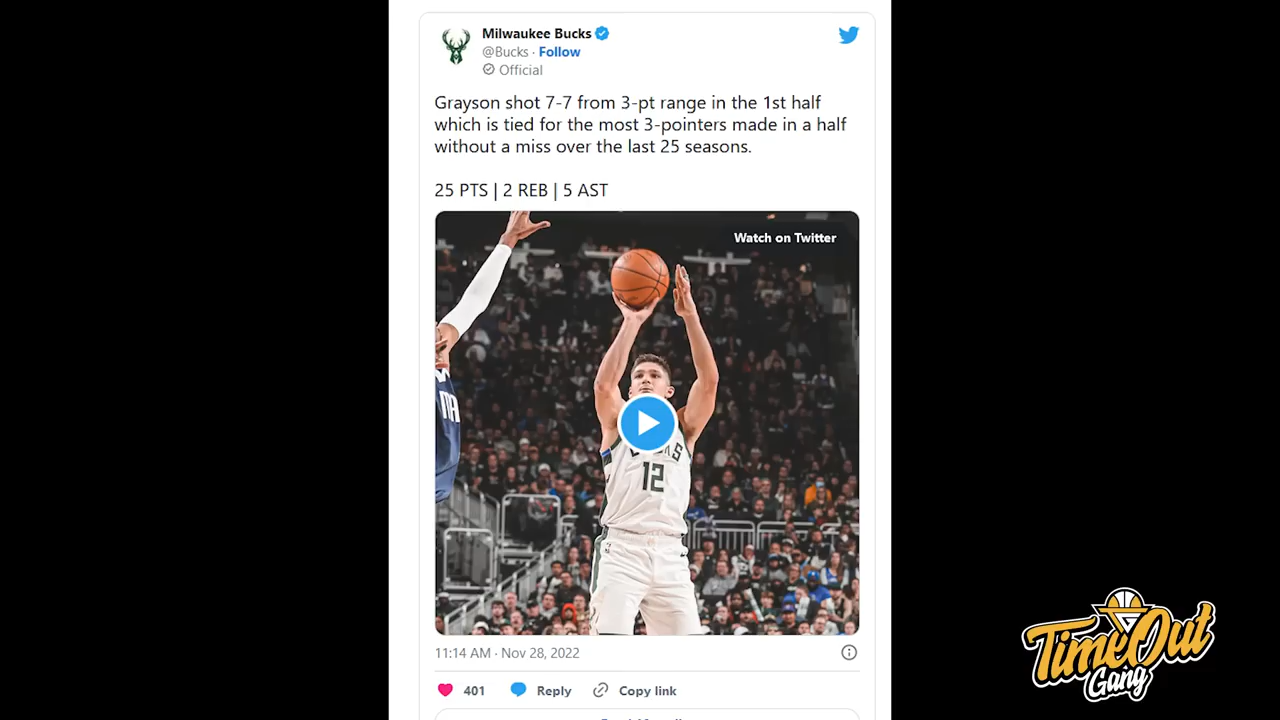 Milwaukee Bucks
@Bucks · Follow
Official
Grayson shot 7-7 from 3-pt range in the 1st half
which is tied for the most 3-pointers made in a half
without a miss over the last 25 seasons.
25 PTS | 2 REB | 5 AST
Watch on Twitter
12
11:14 AM · Nov 28, 2022
401
Reply
Copy link
TimeOut
Gang